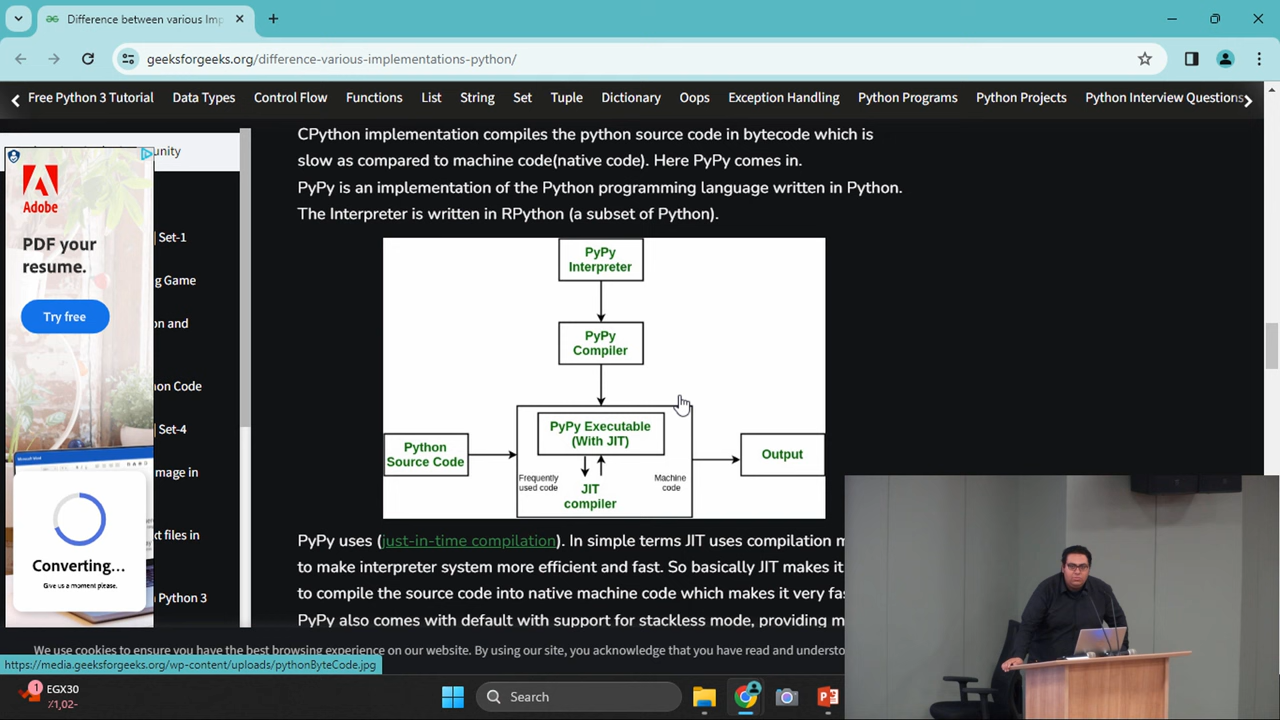 Difference between various Imp
geeksforgeeks.org/difference-various-implementations-python/
Free Python 3 Tutorial Data Types Control Flow Functions List String Set Tuple Dictionary Oops Exception Handling Python Programs Python Projects Python Interview Questions
CPython implementation compiles the python source code in bytecode which is
slow as compared to machine code(native code). Here PyPy comes in.
PyPy is an implementation of the Python programming language written in Python.
The Interpreter is written in RPython (a subset of Python).
unity
Set-1
g Game
on and
on Code
Set-4
mage in
xt files in
Python 3
Adobe
PDF your
resume.
Try free
Converting...
Give us a moment please.
PyPy
Interpreter
PyPy
Compiler
PyPy Executable
(With JIT)
Python
Source Code
Output
Frequently
used code
JIT
compiler
Machine
code
PyPy uses (just-in-time compilation). In simple terms JIT uses compilation m
to make interpreter system more efficient and fast. So basically JIT makes it
to compile the source code into native machine code which makes it very fas
PyPy also comes with default with support for stackless mode, providing m
We use cookies to ensure you have the best browsing experience on our website. By using our site, you acknowledge that you have read and understo
https://media.geeksforgeeks.org/wp-content/uploads/pythonByteCode.jpg
1
EGX30
٪1,02-
Search